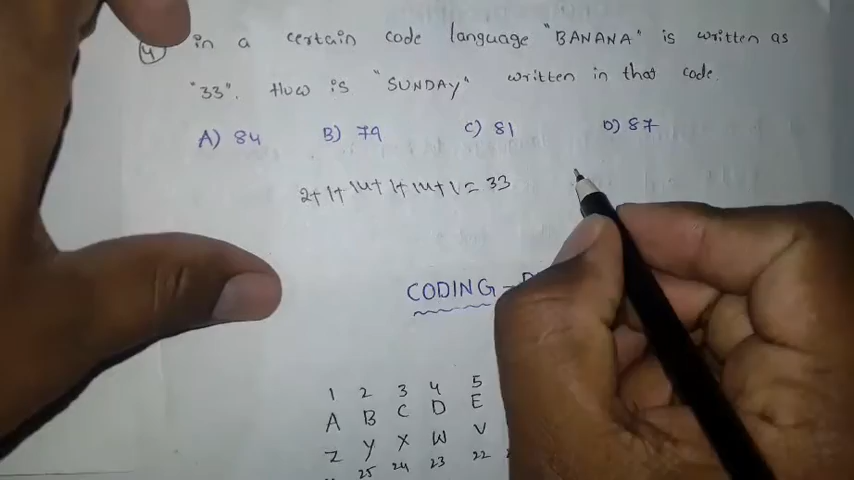 4) in a certain code language "BANANA" is written as
"33". How is "SUNDAY" written in that code.
A) 84 B) 79 C) 81 D) 87
2+1+14+1+14+1=33
CODING-
1 2 3 4 5
A B C D E
Z Y X W V
25 24 23 22